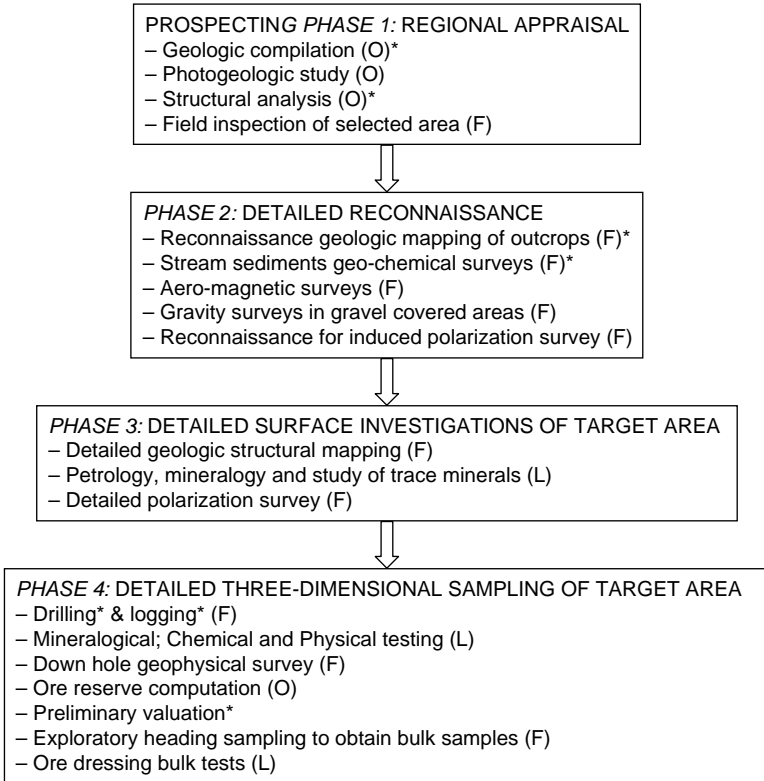 PROSPECTING PHASE 1: REGIONAL APPRAISAL
– Geologic compilation (O)*
– Photogeologic study (O)
– Structural analysis (O)*
– Field inspection of selected area (F)
PHASE 2: DETAILED RECONNAISSANCE
– Reconnaissance geologic mapping of outcrops (F)*
– Stream sediments geo-chemical surveys (F)*
– Aero-magnetic surveys (F)
– Gravity surveys in gravel covered areas (F)
– Reconnaissance for induced polarization survey (F)
PHASE 3: DETAILED SURFACE INVESTIGATIONS OF TARGET AREA
– Detailed geologic structural mapping (F)
– Petrology, mineralogy and study of trace minerals (L)
– Detailed polarization survey (F)
PHASE 4: DETAILED THREE-DIMENSIONAL SAMPLING OF TARGET AREA
– Drilling* & logging* (F)
– Mineralogical; Chemical and Physical testing (L)
– Down hole geophysical survey (F)
– Ore reserve computation (O)
– Preliminary valuation*
– Exploratory heading sampling to obtain bulk samples (F)
– Ore dressing bulk tests (L)